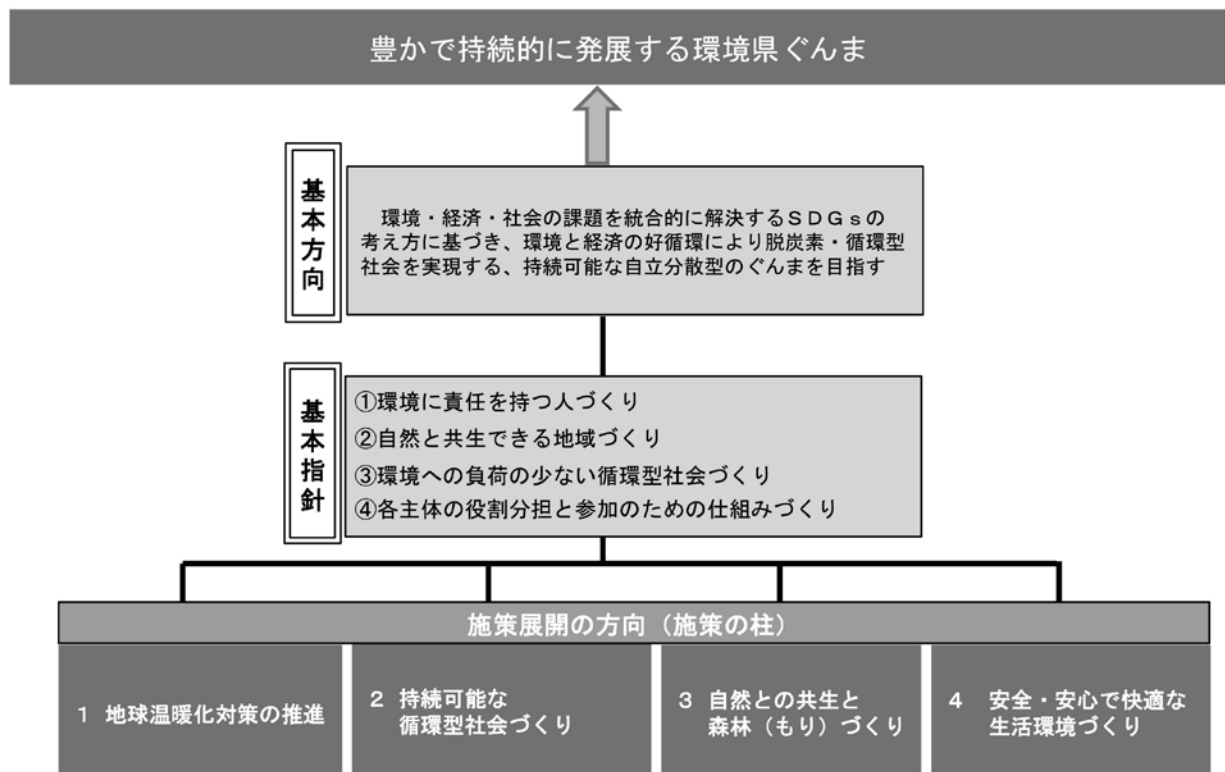 豊かで持続的に発展する環境県ぐんま
基本方向
環境・経済・社会の課題を統合的に解決するＳＤＧｓの
考え方に基づき、環境と経済の好循環により脱炭素・循環型
社会を実現する、持続可能な自立分散型のぐんまを目指す
基本指針
①環境に責任を持つ人づくり
②自然と共生できる地域づくり
③環境への負荷の少ない循環型社会づくり
④各主体の役割分担と参加のための仕組みづくり
施策展開の方向（施策の柱）
１ 地球温暖化対策の推進
２ 持続可能な
循環型社会づくり
３ 自然との共生と
森林（もり）づくり
４ 安全・安心で快適な
生活環境づくり